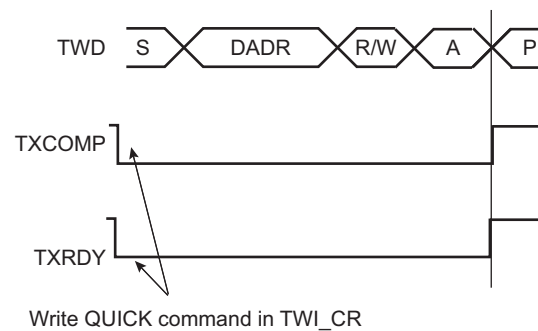 TWD S DADR R/W A P
TXCOMP
TXRDY
Write QUICK command in TWI_CR